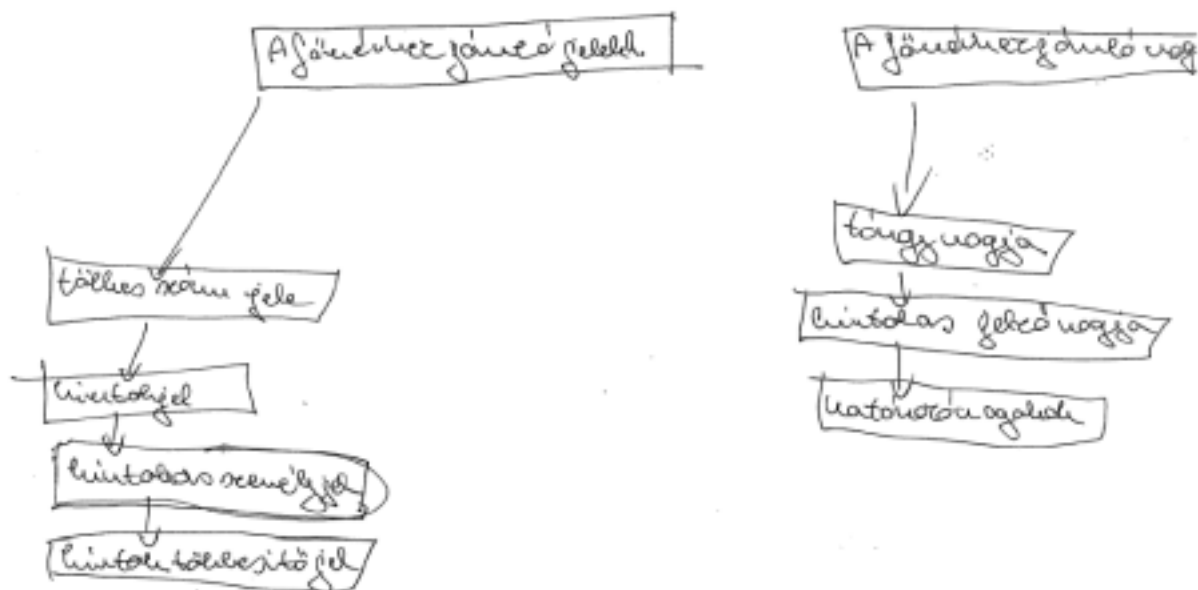 A főnévhez járuló jelek
A főnévhez járuló rag
többes szám jele
birtokjel
birtokos személyjel
birtoktöbbesítő jel
tárgy ragja
birtokos jelző ragja
határozóragok